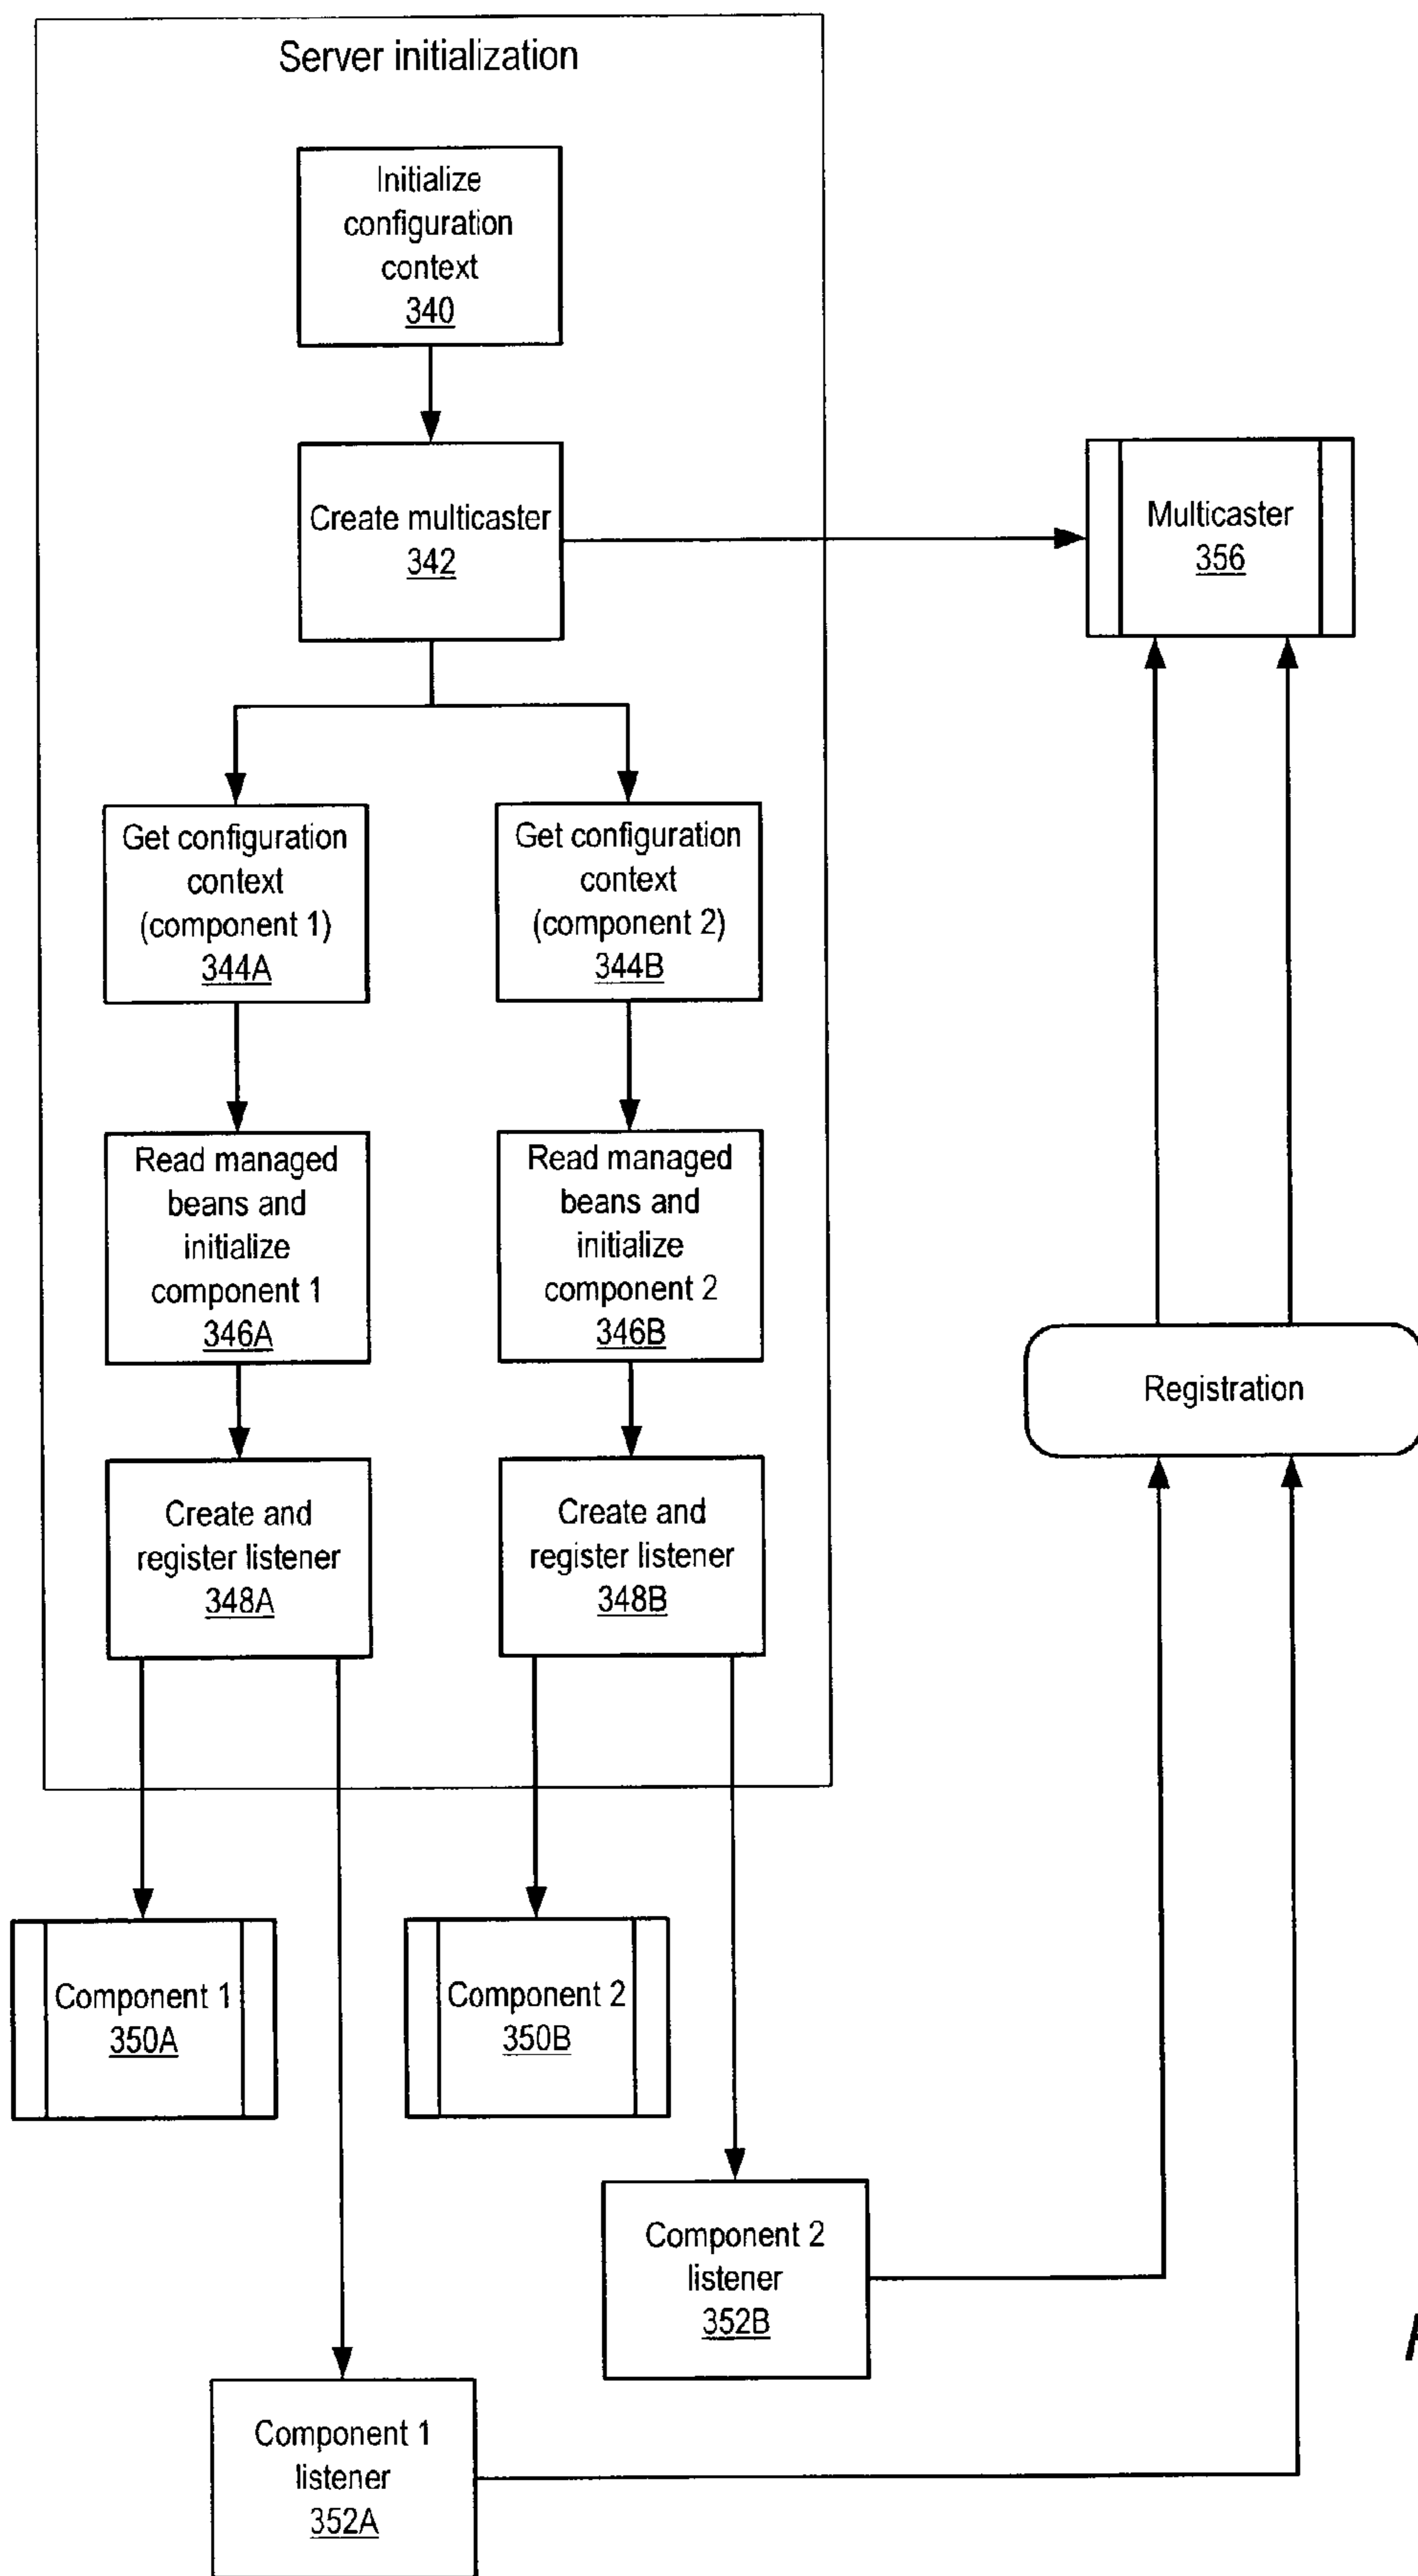 Server initialization
Initialize
configuration
context
340
Create multicaster
342
Multicaster
356
Get configuration
context
(component 1)
344A
Get configuration
context
(component 2)
344B
Read managed
beans and
initialize
component 1
346A
Read managed
beans and
initialize
component 2
346B
Registration
Create and
register listener
348A
Create and
register listener
348B
Component 1
350A
Component 2
350B
Component 2
listener
352B
Component 1
listener
352A